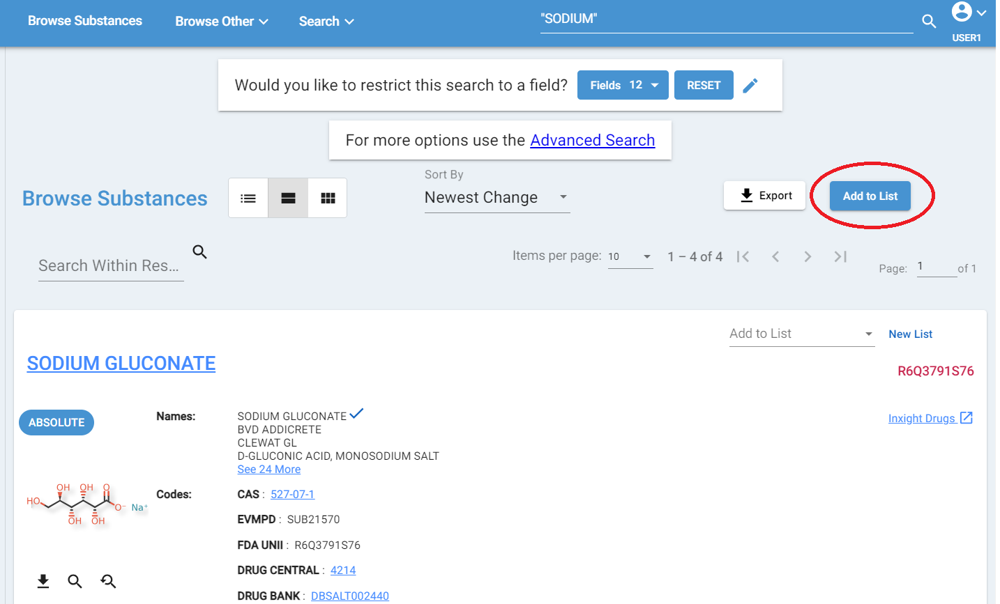 Browse Substances Browse Other Search "SODIUM"
USER1
Would you like to restrict this search to a field? Fields 12 RESET
For more options use the Advanced Search
Sort By
Browse Substances Newest Change Export Add to List
Search Within Res... Items per page: 10 1 – 4 of 4 Page: 1 of 1
Add to List New List
SODIUM GLUCONATE
R6Q3791S76
ABSOLUTE Names: SODIUM GLUCONATE Inxight Drugs
BVD ADDICRETE
CLEWAT GL
D-GLUCONIC ACID, MONOSODIUM SALT
See 24 More
OH OH O
HO O⁻ Na⁺
OH OH
Codes: CAS : 527-07-1
EVMPD : SUB21570
FDA UNII : R6Q3791S76
DRUG CENTRAL : 4214
DRUG BANK : DBSALT002440